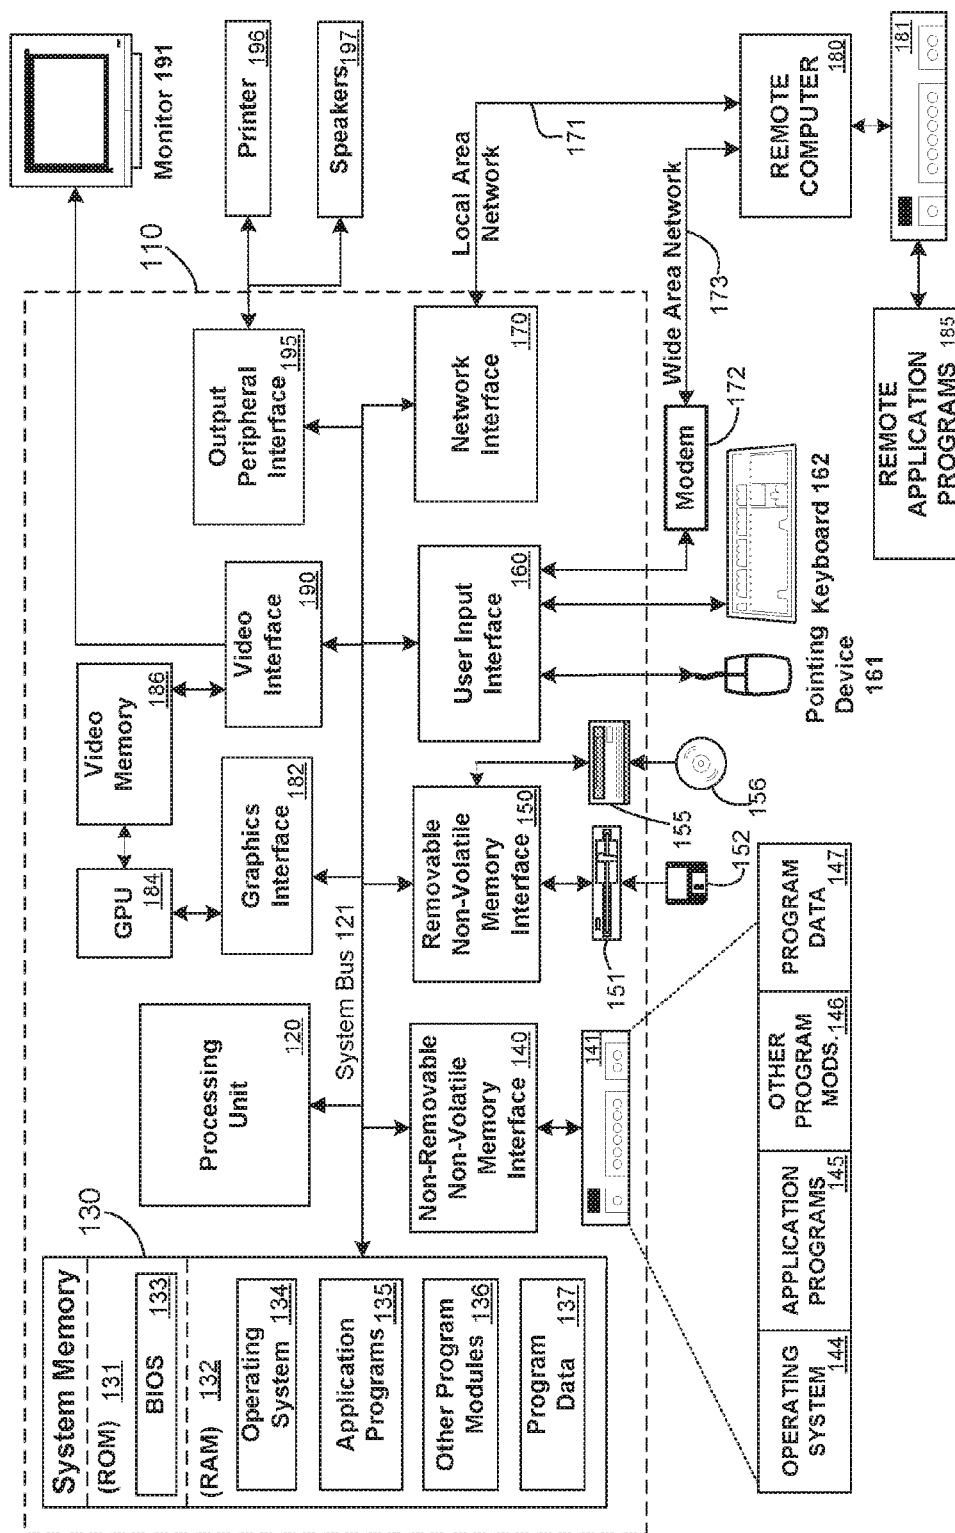 System Memory
130
(ROM) 131
BIOS 133
(RAM) 132
Operating
System 134
Application
Programs 135
Other Program
Modules 136
Program
Data 137
Processing
Unit
120
System Bus 121
GPU
184
Video
Memory
186
Graphics
Interface
182
Video
Interface
190
Output
Peripheral
Interface
195
110
Monitor 191
Printer
196
Speakers
197
Non-Removable
Non-Volatile
Memory
Interface 140
Removable
Non-Volatile
Memory
Interface 150
User Input
Interface
160
Network
Interface
170
Local Area
Network
171
Wide Area Network
173
Modem
172
141
151
152
155
156
Pointing
Device
161
Keyboard 162
REMOTE
COMPUTER
180
181
REMOTE
APPLICATION
PROGRAMS 185
OPERATING
SYSTEM 144
APPLICATION
PROGRAMS 145
OTHER
PROGRAM
MODS. 146
PROGRAM
DATA 147